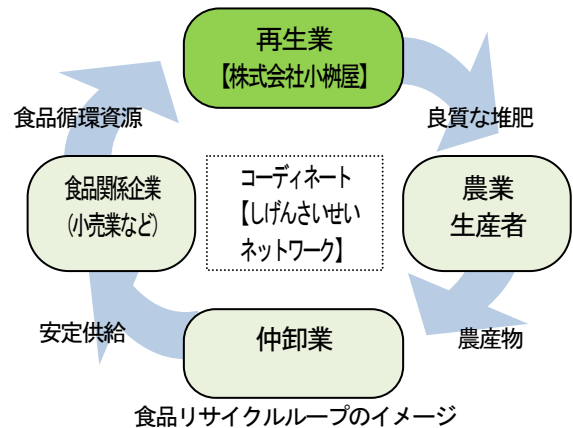 再生業
【株式会社小桝屋】
食品循環資源
良質な堆肥
食品関係企業
(小売業など)
コーディネート
【しげんさいせい
ネットワーク】
農業
生産者
安定供給
仲卸業
農産物
食品リサイクルループのイメージ